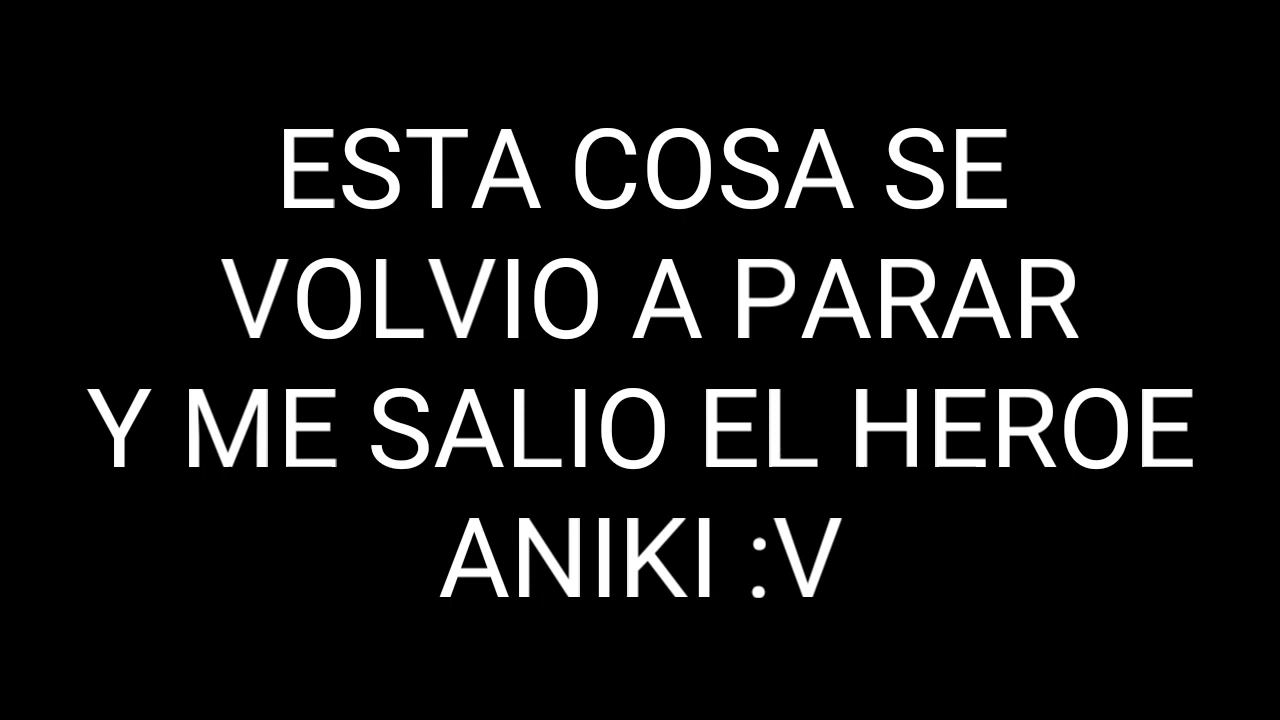 ESTA COSA SE
VOLVIO A PARAR
Y ME SALIO EL HEROE
ANIKI :V